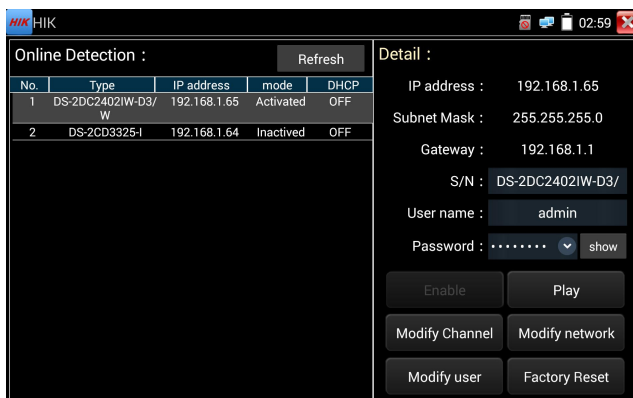 HIK HIK 02:59
Online Detection : Refresh
No. Type IP address mode DHCP
1 DS-2DC2402IW-D3/ 192.168.1.65 Activated OFF
W
2 DS-2CD3325-I 192.168.1.64 Inactived OFF
Detail :
IP address : 192.168.1.65
Subnet Mask : 255.255.255.0
Gateway : 192.168.1.1
S/N : DS-2DC2402IW-D3/
User name : admin
Password : •••••••• show
Enable Play
Modify Channel Modify network
Modify user Factory Reset